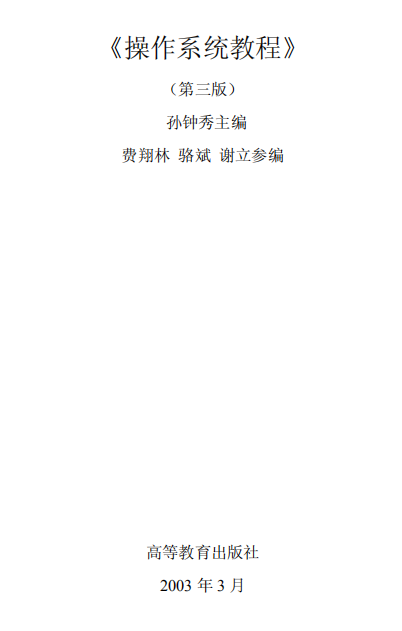 《操作系统教程》
（第三版）
孙钟秀主编
费翔林 骆斌 谢立参编
高等教育出版社
2003 年 3 月